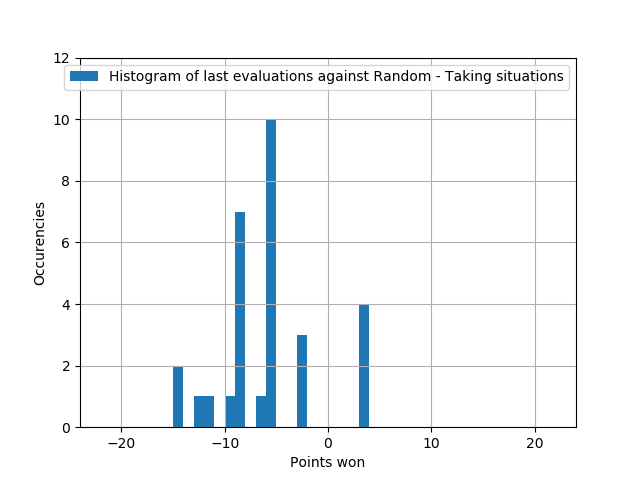 Histogram of last evaluations against Random - Taking situations
12
10
8
6
4
2
0
Occurencies
−20 −10 0 10 20
Points won